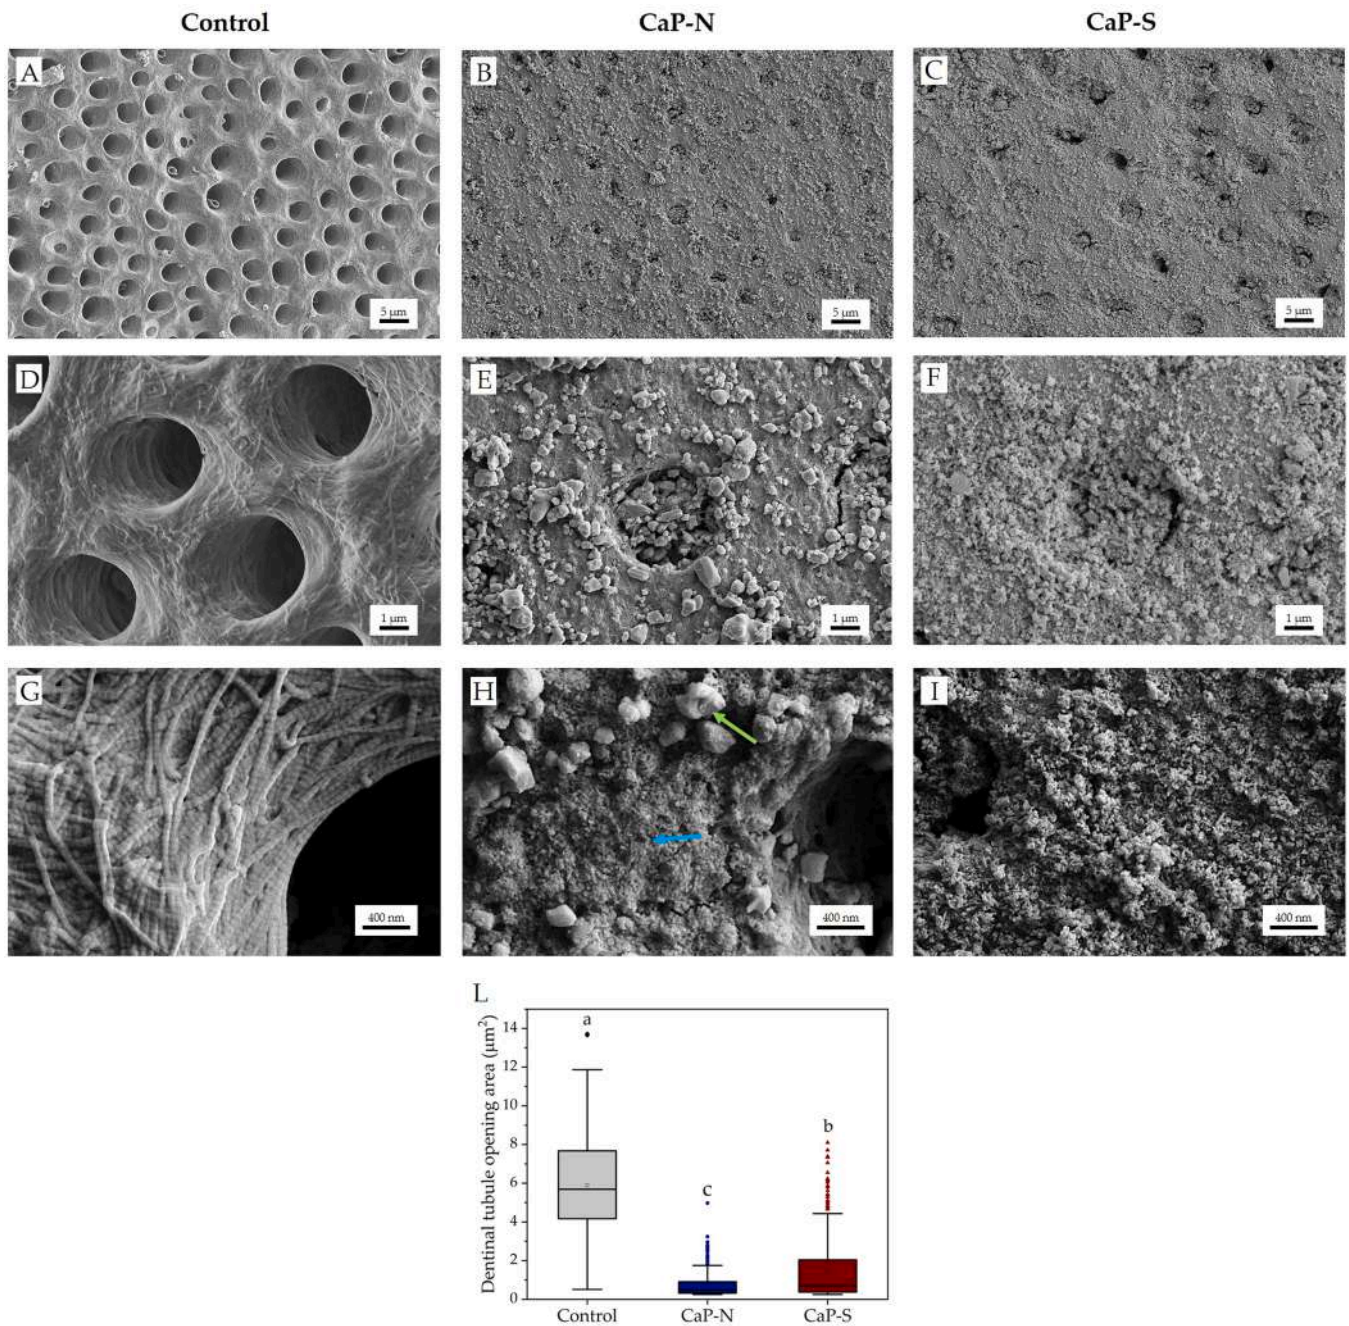 Control CaP-N CaP-S
A B C
5 µm 5 µm 5 µm
D E F
1 µm 1 µm 1 µm
G H I
400 nm 400 nm 400 nm
L
Dentinal tubule opening area (µm²)
14
12
10
8
6
4
2
0
a
b
c
Control CaP-N CaP-S